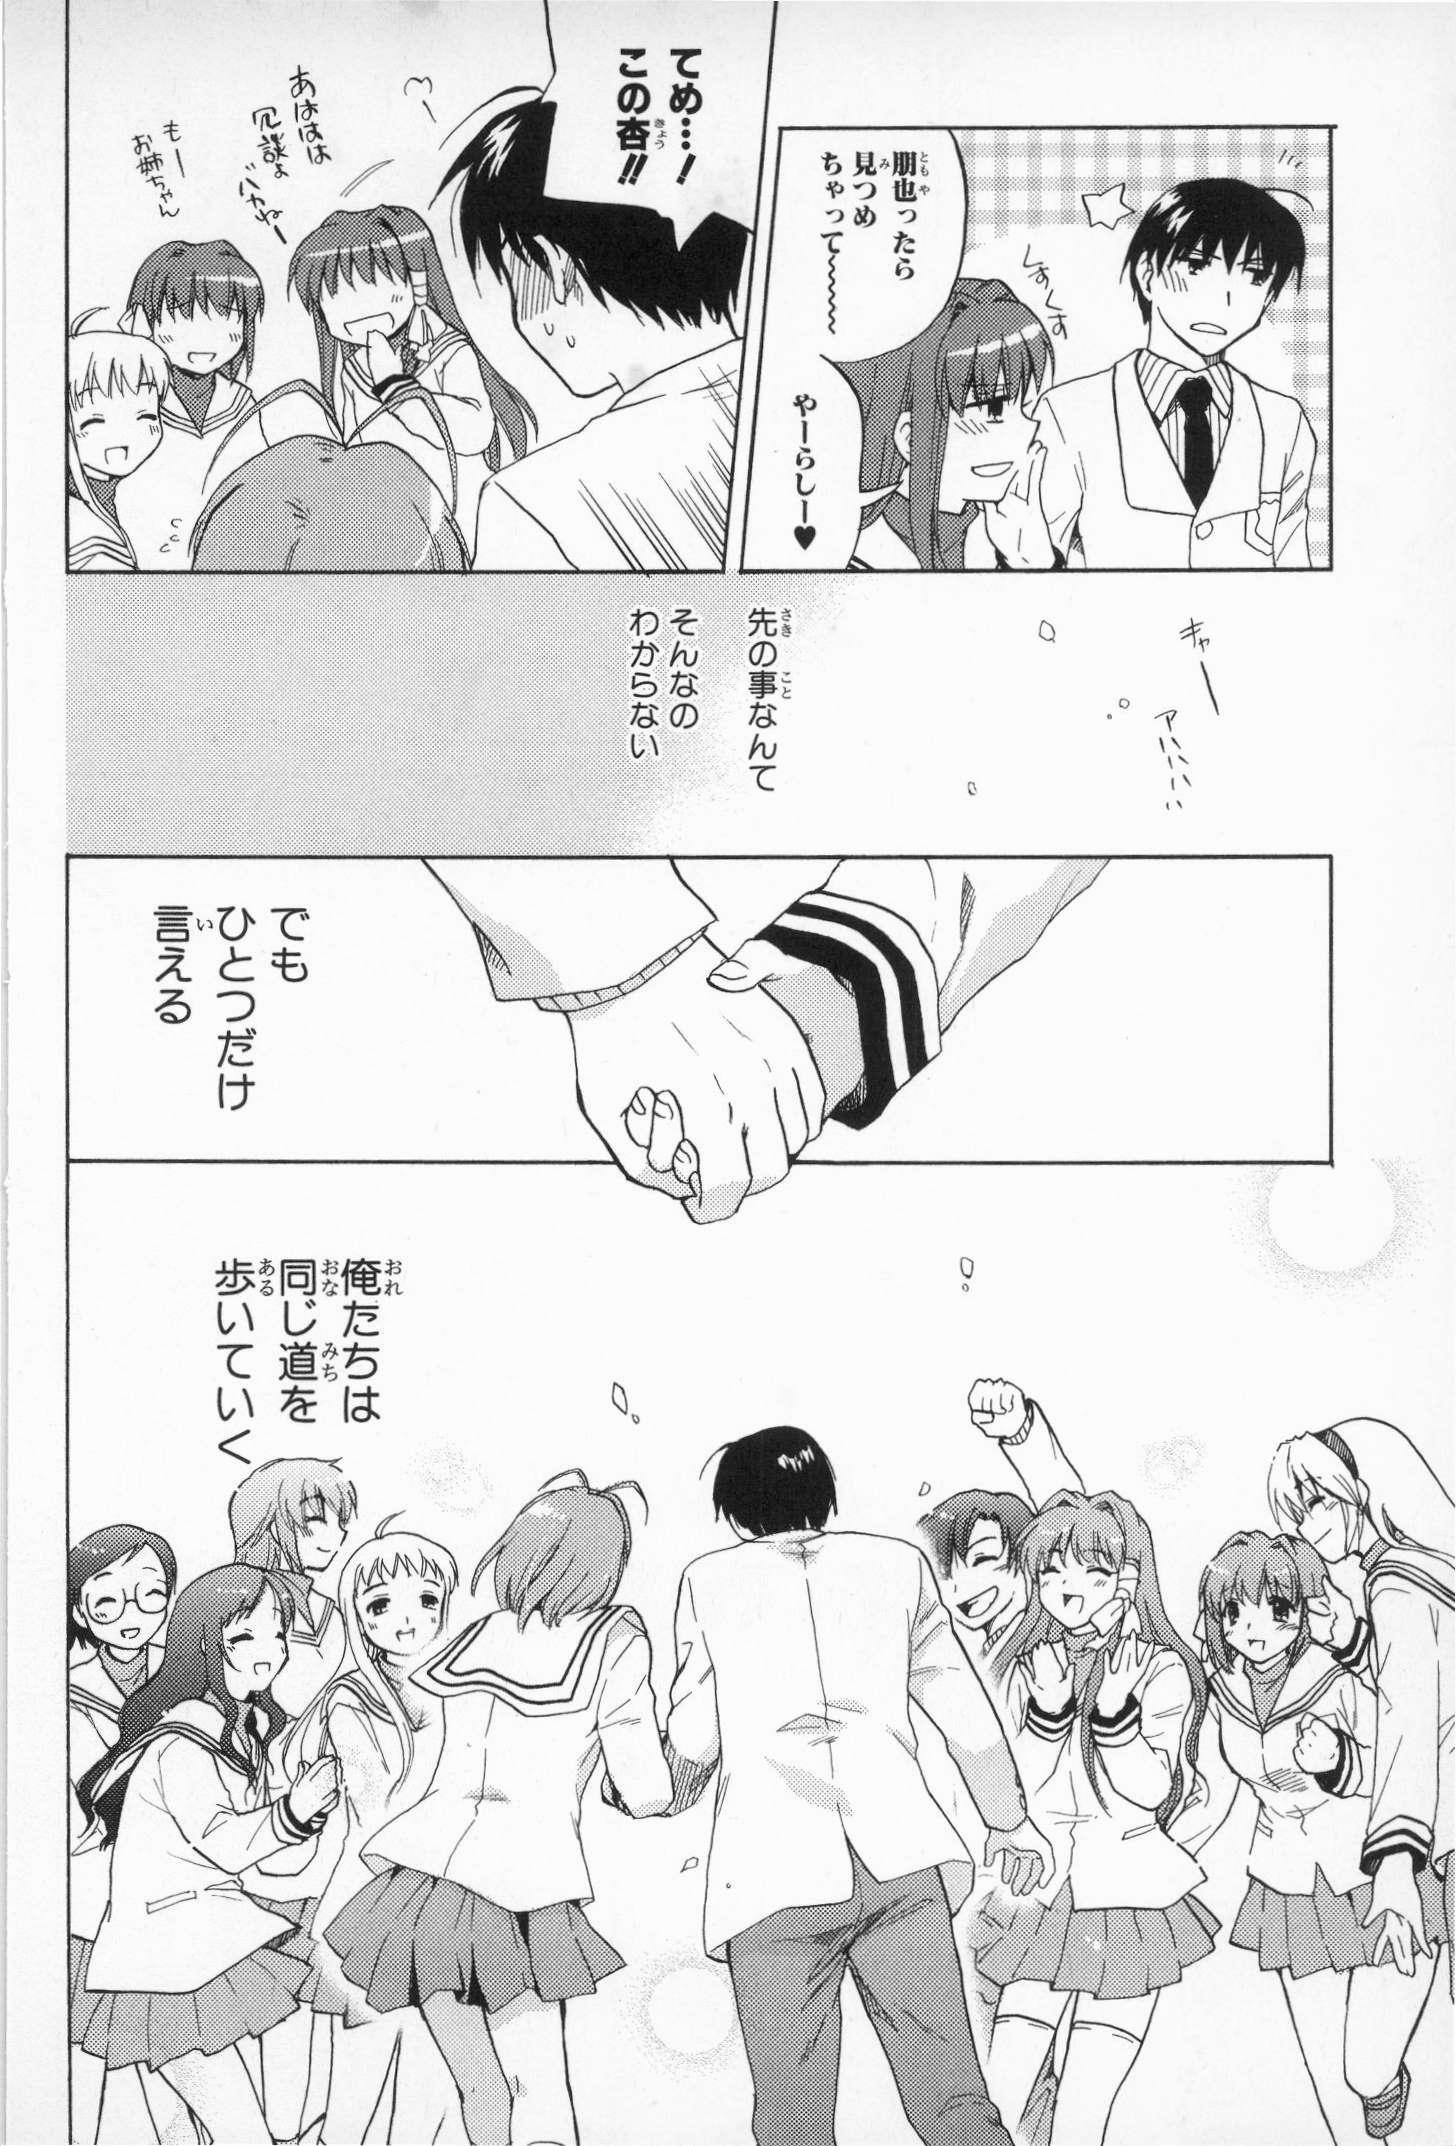 朋也ったら
見つめ
ちゃって〜〜〜〜
やーらしー♥
くすくす
てめ…！
この杏!!
あははは
冗談よ
バカねー
もー
お姉ちゃん
キャー
アハハハハ
先の事なんて
そんなの
わからない
でも
ひとつだけ
言える
俺たちは
同じ道を
歩いていく